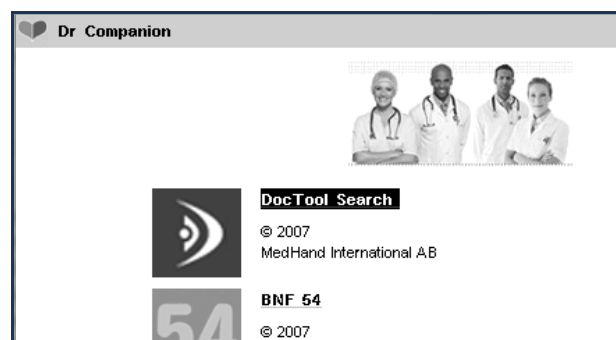 Dr Companion
DocTool Search
© 2007
MedHand International AB
BNF 54
54
© 2007